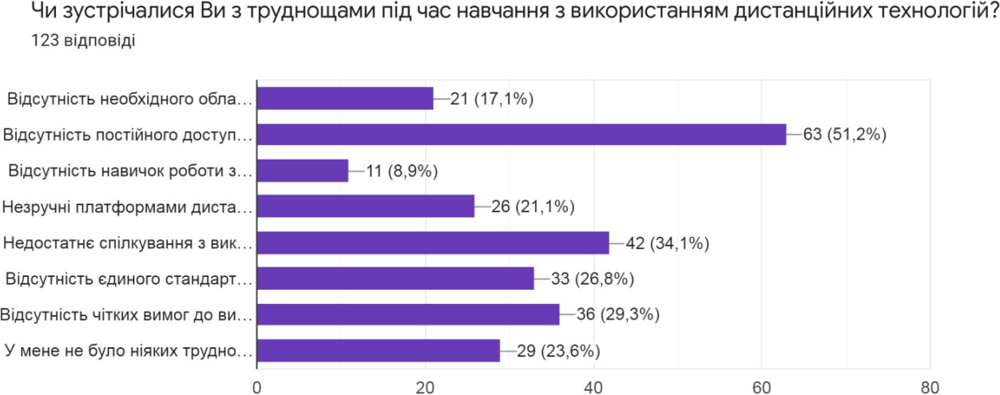 Чи зустрічалися Ви з труднощами під час навчання з використанням дистанційних технологій?
123 відповіді
Відсутність необхідного обла… 21 (17,1%)
Відсутність постійного доступ… 63 (51,2%)
Відсутність навичок роботи з… 11 (8,9%)
Незручні платформами диста… 26 (21,1%)
Недостатнє спілкування з вик… 42 (34,1%)
Відсутність єдиного стандарт… 33 (26,8%)
Відсутність чітких вимог до ви… 36 (29,3%)
У мене не було ніяких трудно… 29 (23,6%)
0 20 40 60 80